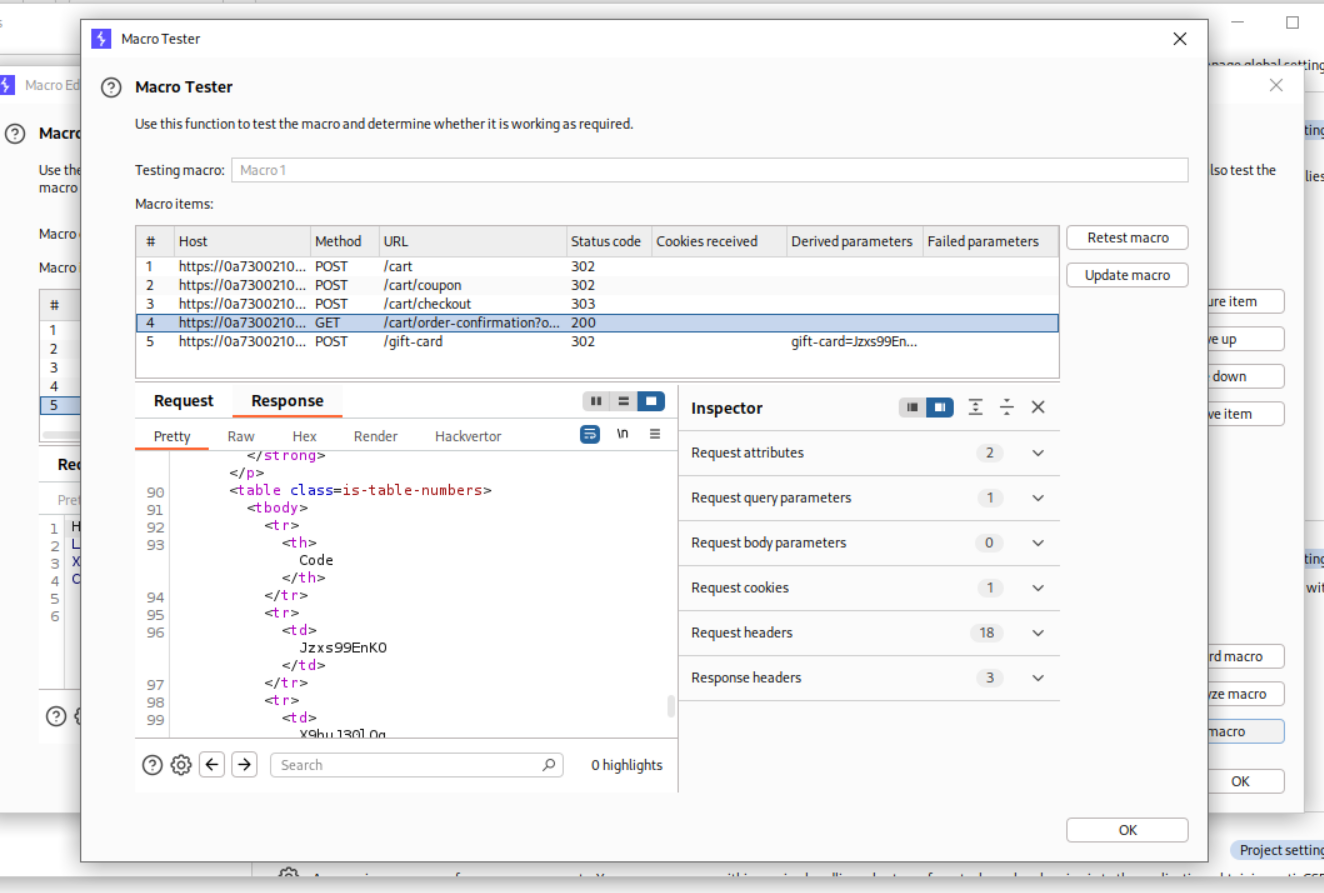 Macro Tester
Macro Ed
Macro Tester
Use this function to test the macro and determine whether it is working as required.
Macro
Use the
macro
lso test the
Testing macro: Macro 1
Macro items:
Macro
Macro
# Host Method URL Status code Cookies received Derived parameters Failed parameters
1 https://0a7300210... POST /cart 302
2 https://0a7300210... POST /cart/coupon 302
3 https://0a7300210... POST /cart/checkout 303
4 https://0a7300210... GET /cart/order-confirmation?o... 200
5 https://0a7300210... POST /gift-card 302 gift-card=Jzxs99En...
Retest macro
Update macro
#
1
2
3
4
5
ure item
ve up
down
ve item
Request Response
Pretty Raw Hex Render Hackvertor \n
</strong>
</p>
90 <table class=is-table-numbers>
91 <tbody>
92 <tr>
93 <th>
Code
</th>
94 </tr>
95 <tr>
96 <td>
Jzxs99EnKO
</td>
97 </tr>
98 <tr>
99 <td>
Search
0 highlights
Inspector
Request attributes 2
Request query parameters 1
Request body parameters 0
Request cookies 1
Request headers 18
Response headers 3
Req
Pret
1 H
2 L
3 X
4 C
5
6
rd macro
yze macro
macro
OK
OK
ting
lies
ting
wit
Project setting